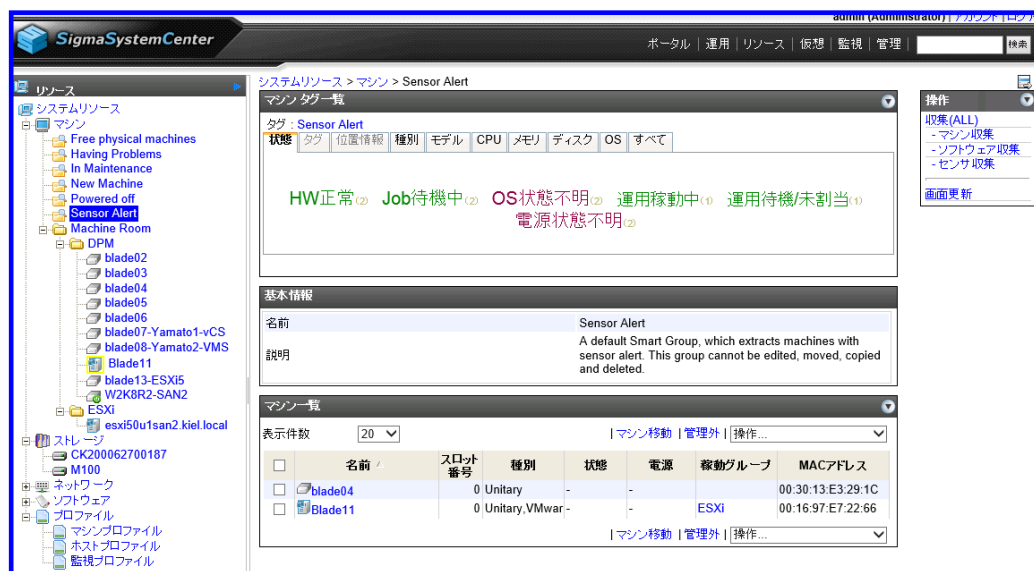 admin (Administrator) | アカウント | ログア
SigmaSystemCenter
ポータル | 運用 | リソース | 仮想 | 監視 | 管理 | 検索
リソース
システムリソース
マシン
Free physical machines
Having Problems
In Maintenance
New Machine
Powered off
Sensor Alert
Machine Room
DPM
blade02
blade03
blade04
blade05
blade06
blade07-Yamato1-vCS
blade08-Yamato2-VMS
Blade11
blade13-ESXi5
W2K8R2-SAN2
ESXi
esxi50u1san2.kiel.local
ストレージ
CK200062700187
M100
ネットワーク
ソフトウェア
プロファイル
マシンプロファイル
ホストプロファイル
監視プロファイル
システムリソース > マシン > Sensor Alert
マシン タグ一覧
タグ : Sensor Alert
状態 タグ 位置情報 種別 モデル CPU メモリ ディスク OS すべて
HW正常(2) Job待機中(2) OS状態不明(2) 運用稼動中(1) 運用待機/未割当(1)
電源状態不明(2)
基本情報
名前 Sensor Alert
説明 A default Smart Group, which extracts machines with
sensor alert. This group cannot be edited, moved, copied
and deleted.
マシン一覧
表示件数 20 | マシン移動 | 管理外 | 操作...
名前 スロット番号 種別 状態 電源 稼動グループ MACアドレス
blade04 0 Unitary - - 00:30:13:E3:29:1C
Blade11 0 Unitary,VMwar - - ESXi 00:16:97:E7:22:66
| マシン移動 | 管理外 | 操作...
操作
収集(ALL)
- マシン収集
- ソフトウェア収集
- センサ収集
画面更新